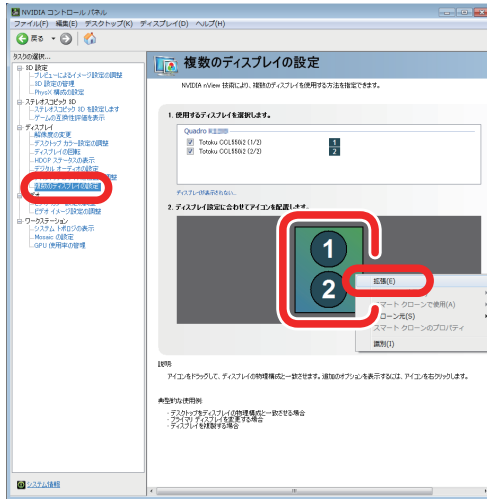 NVIDIA コントロール パネル
ファイル(F) 編集(E) デスクトップ(K) ディスプレイ(D) ヘルプ(H)
戻る
タスクの選択...
3D 設定
プレビューによるイメージ設定の調整
3D 設定の管理
PhysX 構成の設定
ステレオスコピック 3D
ステレオスコピック 3D を設定します
ゲームの互換性評価を表示
ディスプレイ
解像度の変更
デスクトップ カラー設定の調整
ディスプレイの回転
HDCP ステータスの表示
デジタル オーディオの設定
の調整
複数のディスプレイの設定
ビデオ イメージ設定の調整
ワークステーション
システム トポロジの表示
Mosaic の設定
GPU 使用率の管理
システム情報
複数のディスプレイの設定
NVIDIA nView 技術により、複数のディスプレイを使用する方法を指定できます。
1. 使用するディスプレイを選択します。
Quadro
Totoku CCL550i2 (1/2) 1
Totoku CCL550i2 (2/2) 2
ディスプレイが表示されない...
2. ディスプレイ設定に合わせてアイコンを配置します。
1
2
拡張(E)
スマート クローンで使用(A)
クローン元(S)
スマート クローンのプロパティ
識別(I)
説明
アイコンをドラッグして、ディスプレイの物理構成と一致させます。追加のオプションを表示するには、アイコンを右クリックします。
典型的な使用例
· デスクトップをディスプレイの物理構成と一致させる場合
· プライマリ ディスプレイを変更する場合
· ディスプレイを複製する場合